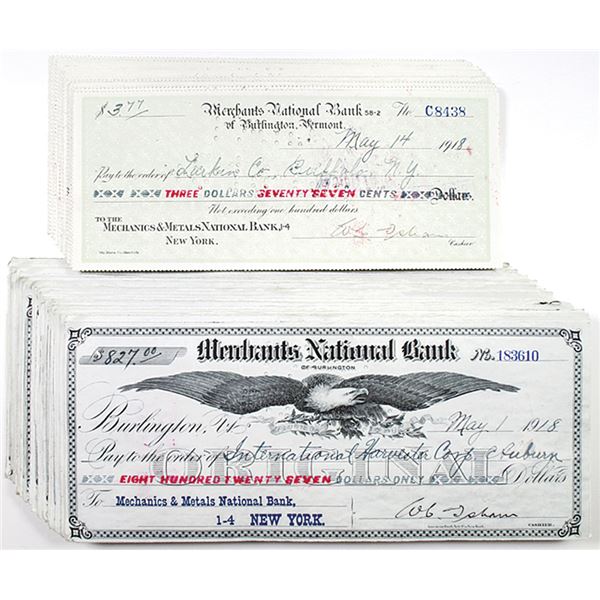 $3.77 Merchants National Bank 58-2 No C8438
of Burlington, Vermont.
May 14 1918
Pay to the order of Larkin Co, Buffalo, N.Y.
THREE DOLLARS SEVENTY SEVEN CENTS Dollars.
Not exceeding one hundred dollars
TO THE
MECHANICS & METALS NATIONAL BANK, 1-4
NEW YORK.
W C Isham
Cashier
$827.00 Merchants National Bank No. 183610
OF BURLINGTON
Burlington, Vt May 1 1918
Pay to the order of International Harvester Corp Auburn
ORIGINAL
EIGHT HUNDRED TWENTY SEVEN DOLLARS ONLY Dollars
To Mechanics & Metals National Bank,
1-4 NEW YORK.
W C Isham
CASHIER.